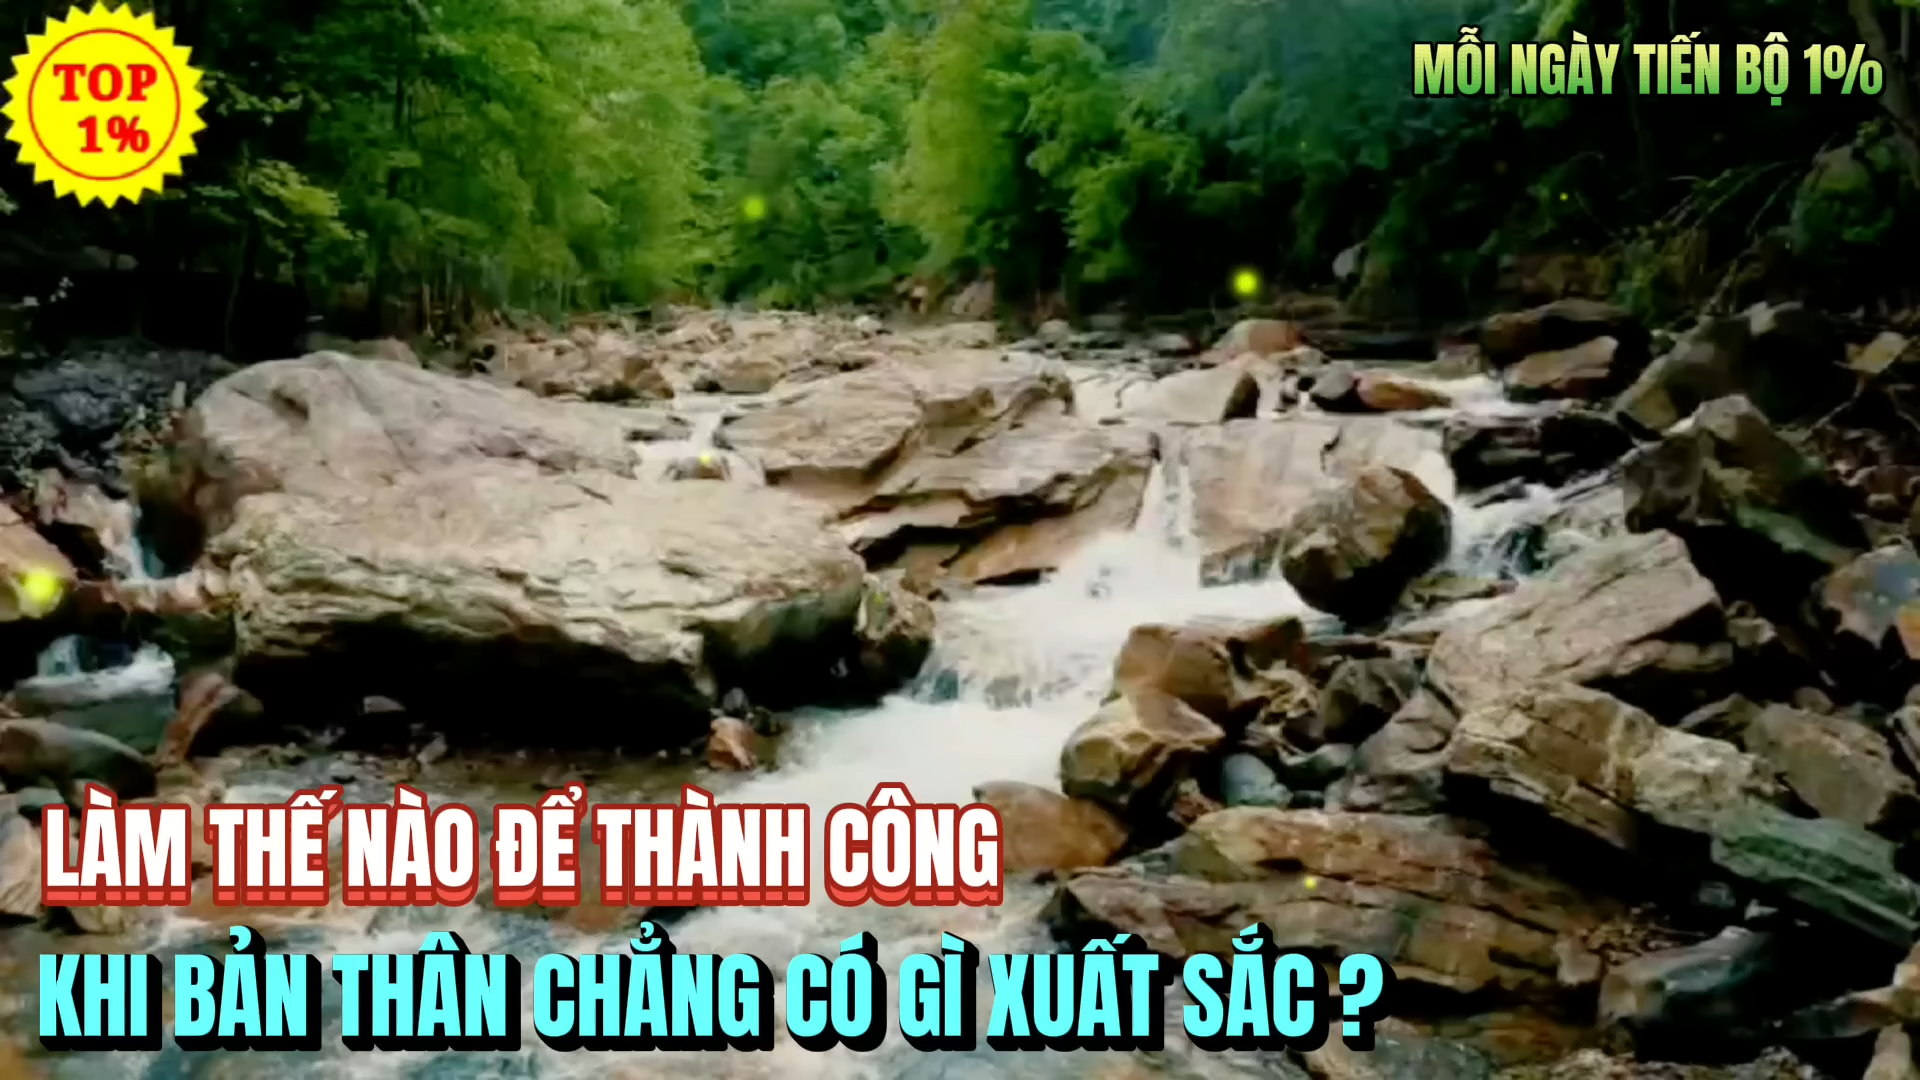 TOP
1%
MỖI NGÀY TIẾN BỘ 1%
LÀM THẾ NÀO ĐỂ THÀNH CÔNG
KHI BẢN THÂN CHẲNG CÓ GÌ XUẤT SẮC ?